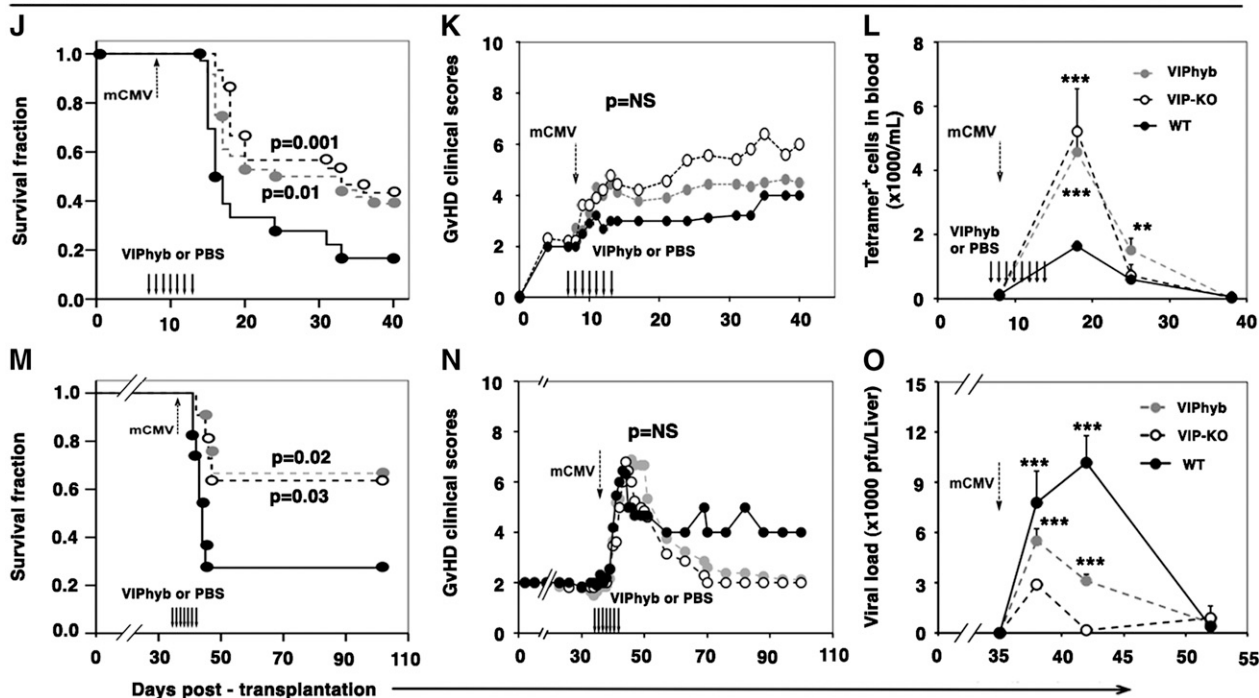 J
Survival fraction
1.0
0.8
0.6
0.4
0.2
0.0
mCMV
p=0.001
p=0.01
VIPhyb or PBS
0 10 20 30 40
K
GvHD clinical scores
10
8
6
4
2
0
p=NS
mCMV
VIPhyb or PBS
0 10 20 30 40
L
Tetramer+ cells in blood
(x1000/mL)
8
6
4
2
0
***
VIPhyb
VIP-KO
WT
mCMV
***
**
VIPhyb
or PBS
0 10 20 30 40
M
Survival fraction
1.0
0.8
0.6
0.4
0.2
0.0
mCMV
p=0.02
p=0.03
VIPhyb or PBS
0 30 50 70 90 110
N
GvHD clinical scores
10
8
6
4
2
0
p=NS
mCMV
VIPhyb or PBS
0 30 50 70 90 110
O
Viral load (x1000 pfu/Liver)
15
12
9
6
3
0
VIPhyb
VIP-KO
WT
***
***
mCMV
***
***
0 35 40 45 50 55
Days post - transplantation